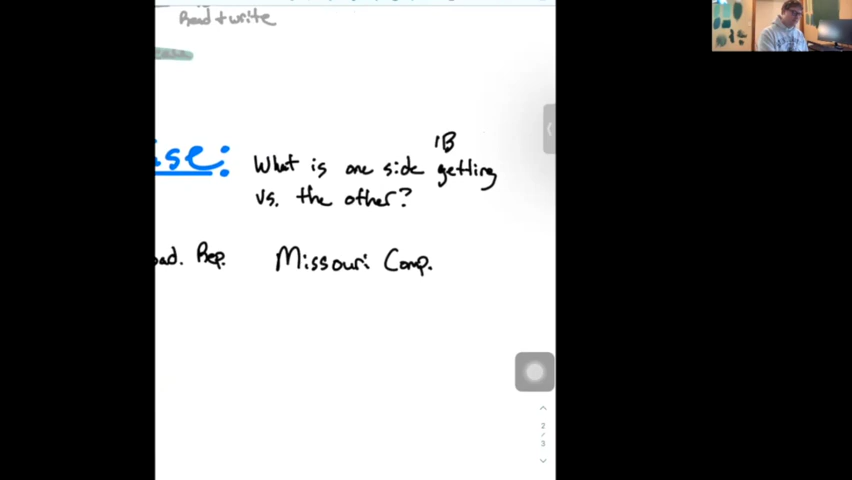 Read + write
ise: What is one side getting
1B
vs. the other?
ad. Rep. Missouri Comp.
2
/
3